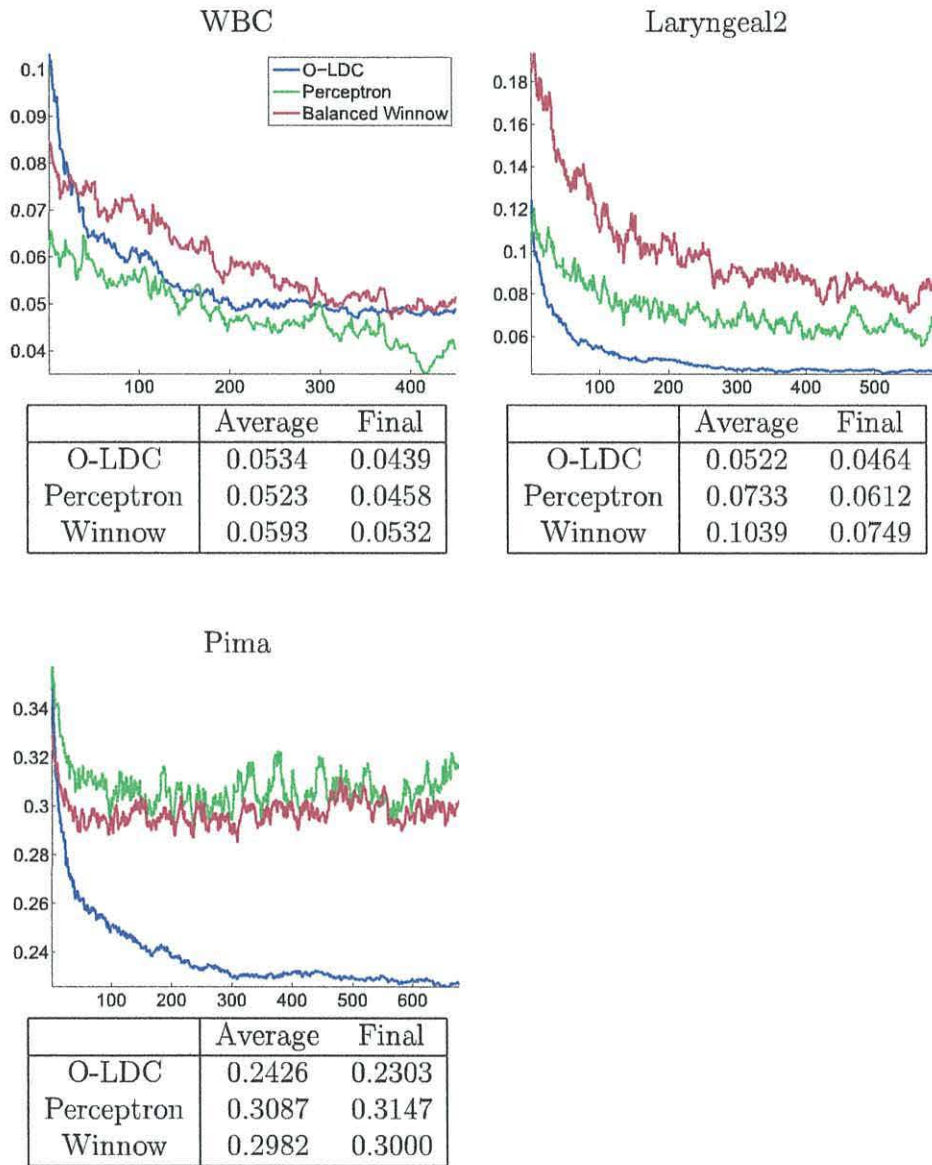 WBC
0.1
0.09
0.08
0.07
0.06
0.05
0.04
100 200 300 400
O-LDC
Perceptron
Balanced Winnow
Average Final
O-LDC 0.0534 0.0439
Perceptron 0.0523 0.0458
Winnow 0.0593 0.0532
Laryngeal2
0.18
0.16
0.14
0.12
0.1
0.08
0.06
100 200 300 400 500
Average Final
O-LDC 0.0522 0.0464
Perceptron 0.0733 0.0612
Winnow 0.1039 0.0749
Pima
0.34
0.32
0.3
0.28
0.26
0.24
100 200 300 400 500 600
Average Final
O-LDC 0.2426 0.2303
Perceptron 0.3087 0.3147
Winnow 0.2982 0.3000